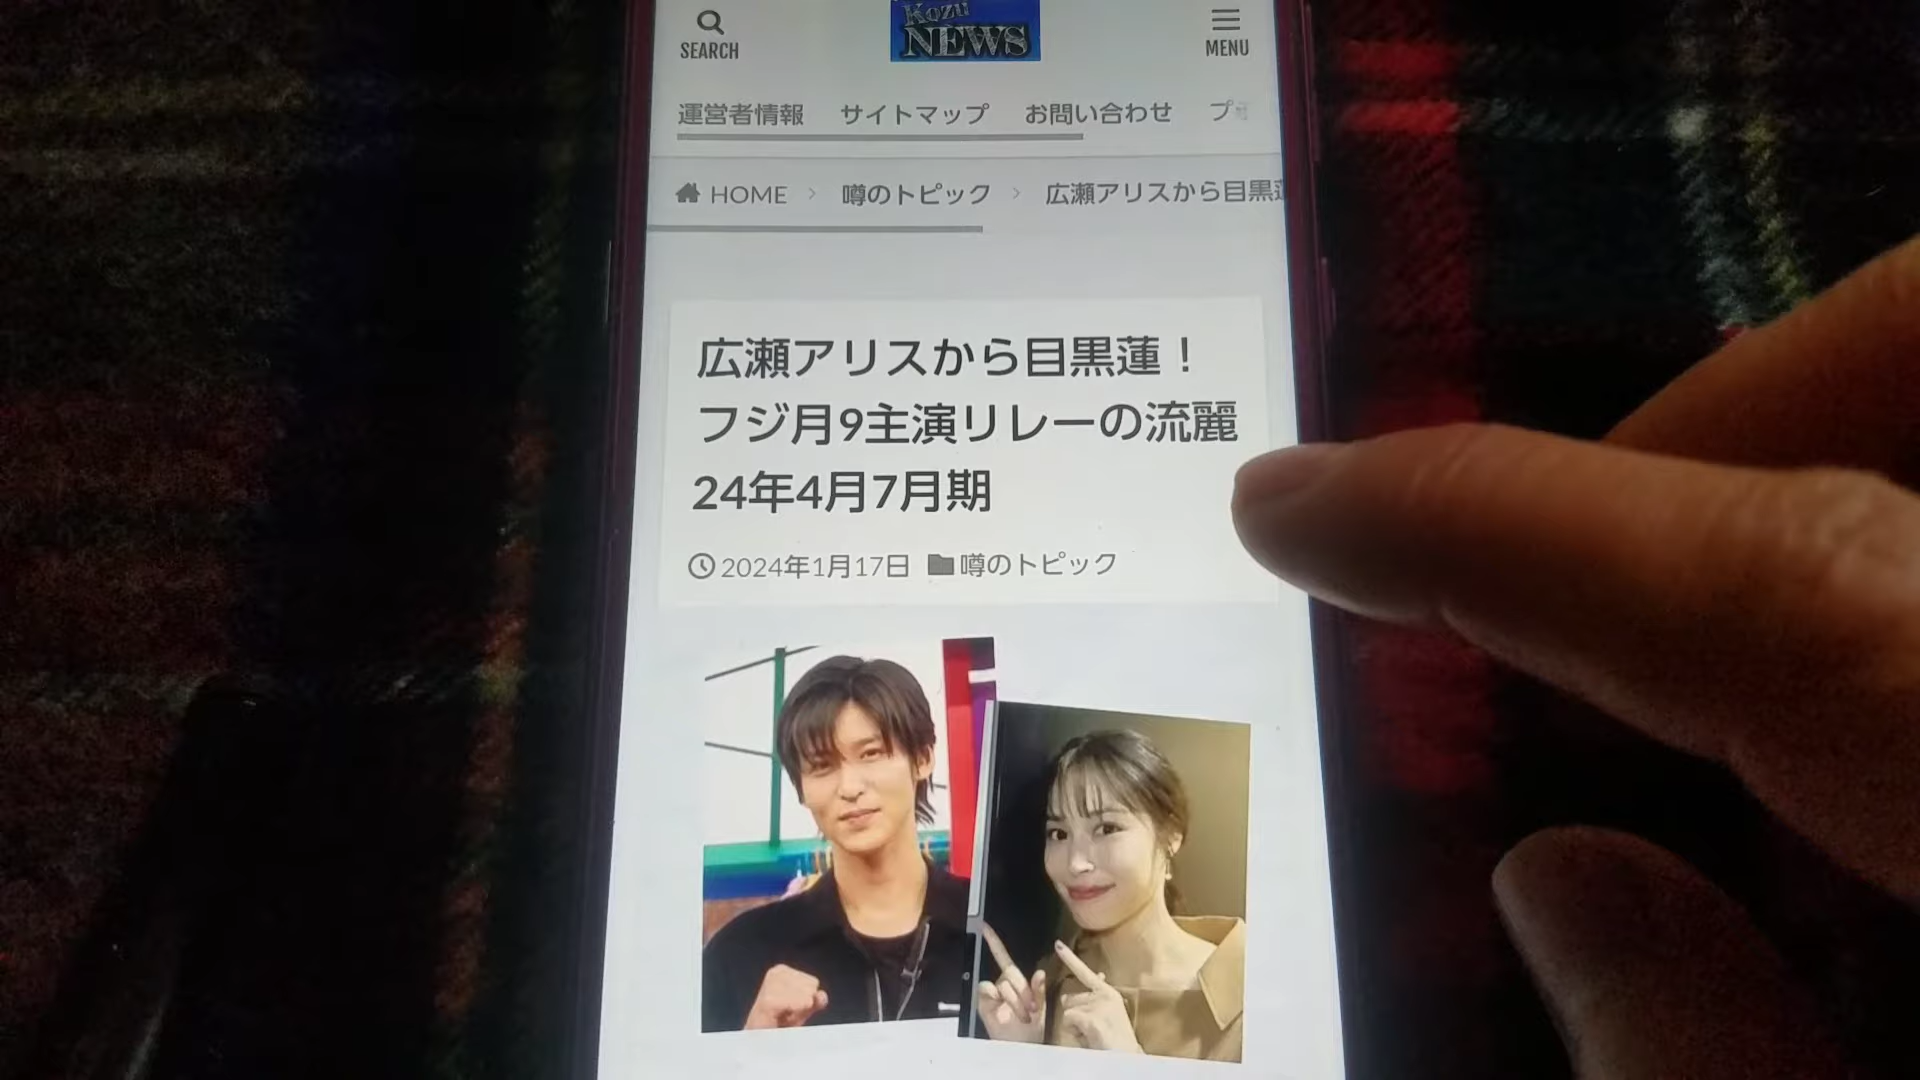 Kozu
SEARCH
NEWS
MENU
運営者情報 サイトマップ お問い合わせ プ
HOME > 噂のトピック > 広瀬アリスから目黒蓮
広瀬アリスから目黒蓮！
フジ月9主演リレーの流麗
24年4月7月期
2024年1月17日 噂のトピック